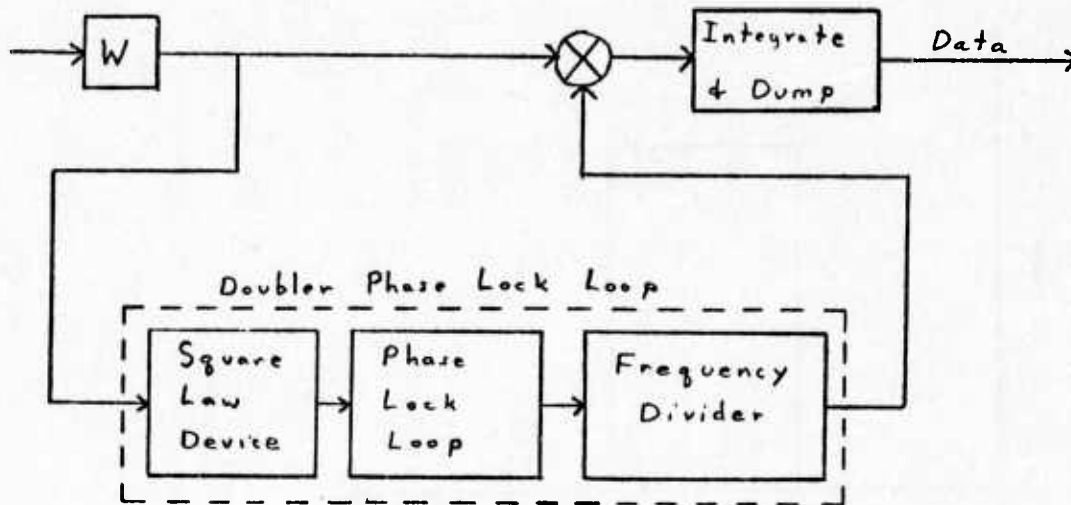 W
Integrate
& Dump
Data
Doubler Phase Lock Loop
Square
Law
Device
Phase
Lock
Loop
Frequency
Divider